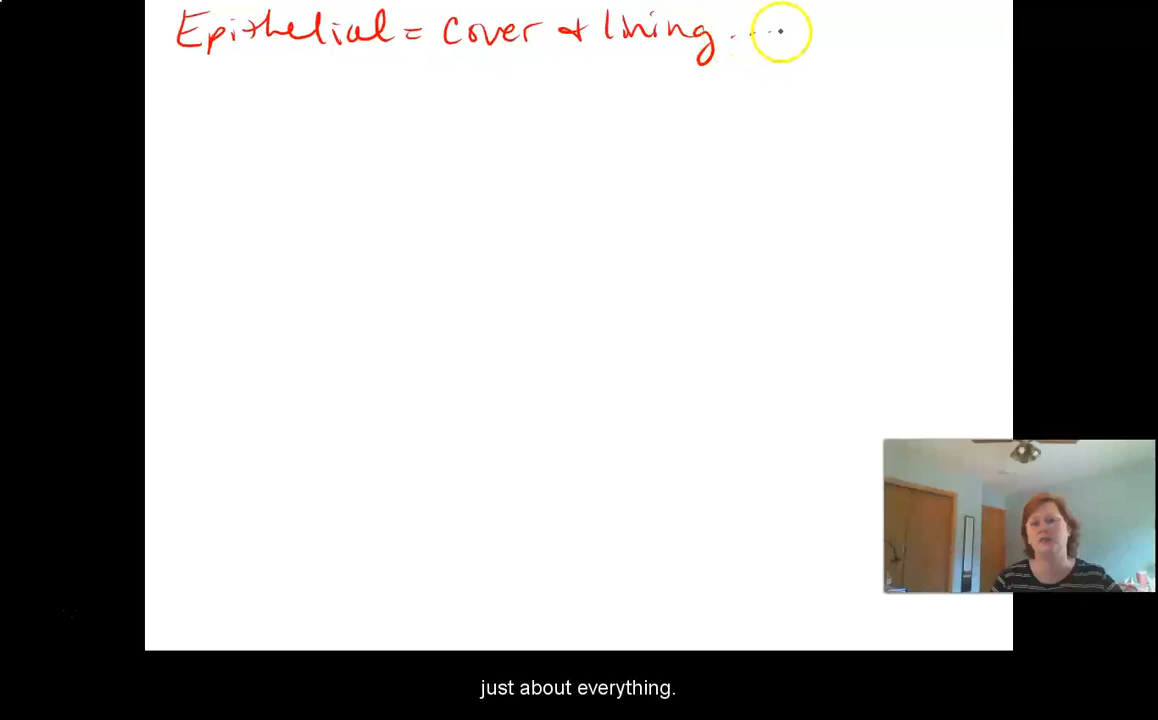 Epithelial = cover & lining ....
just about everything.